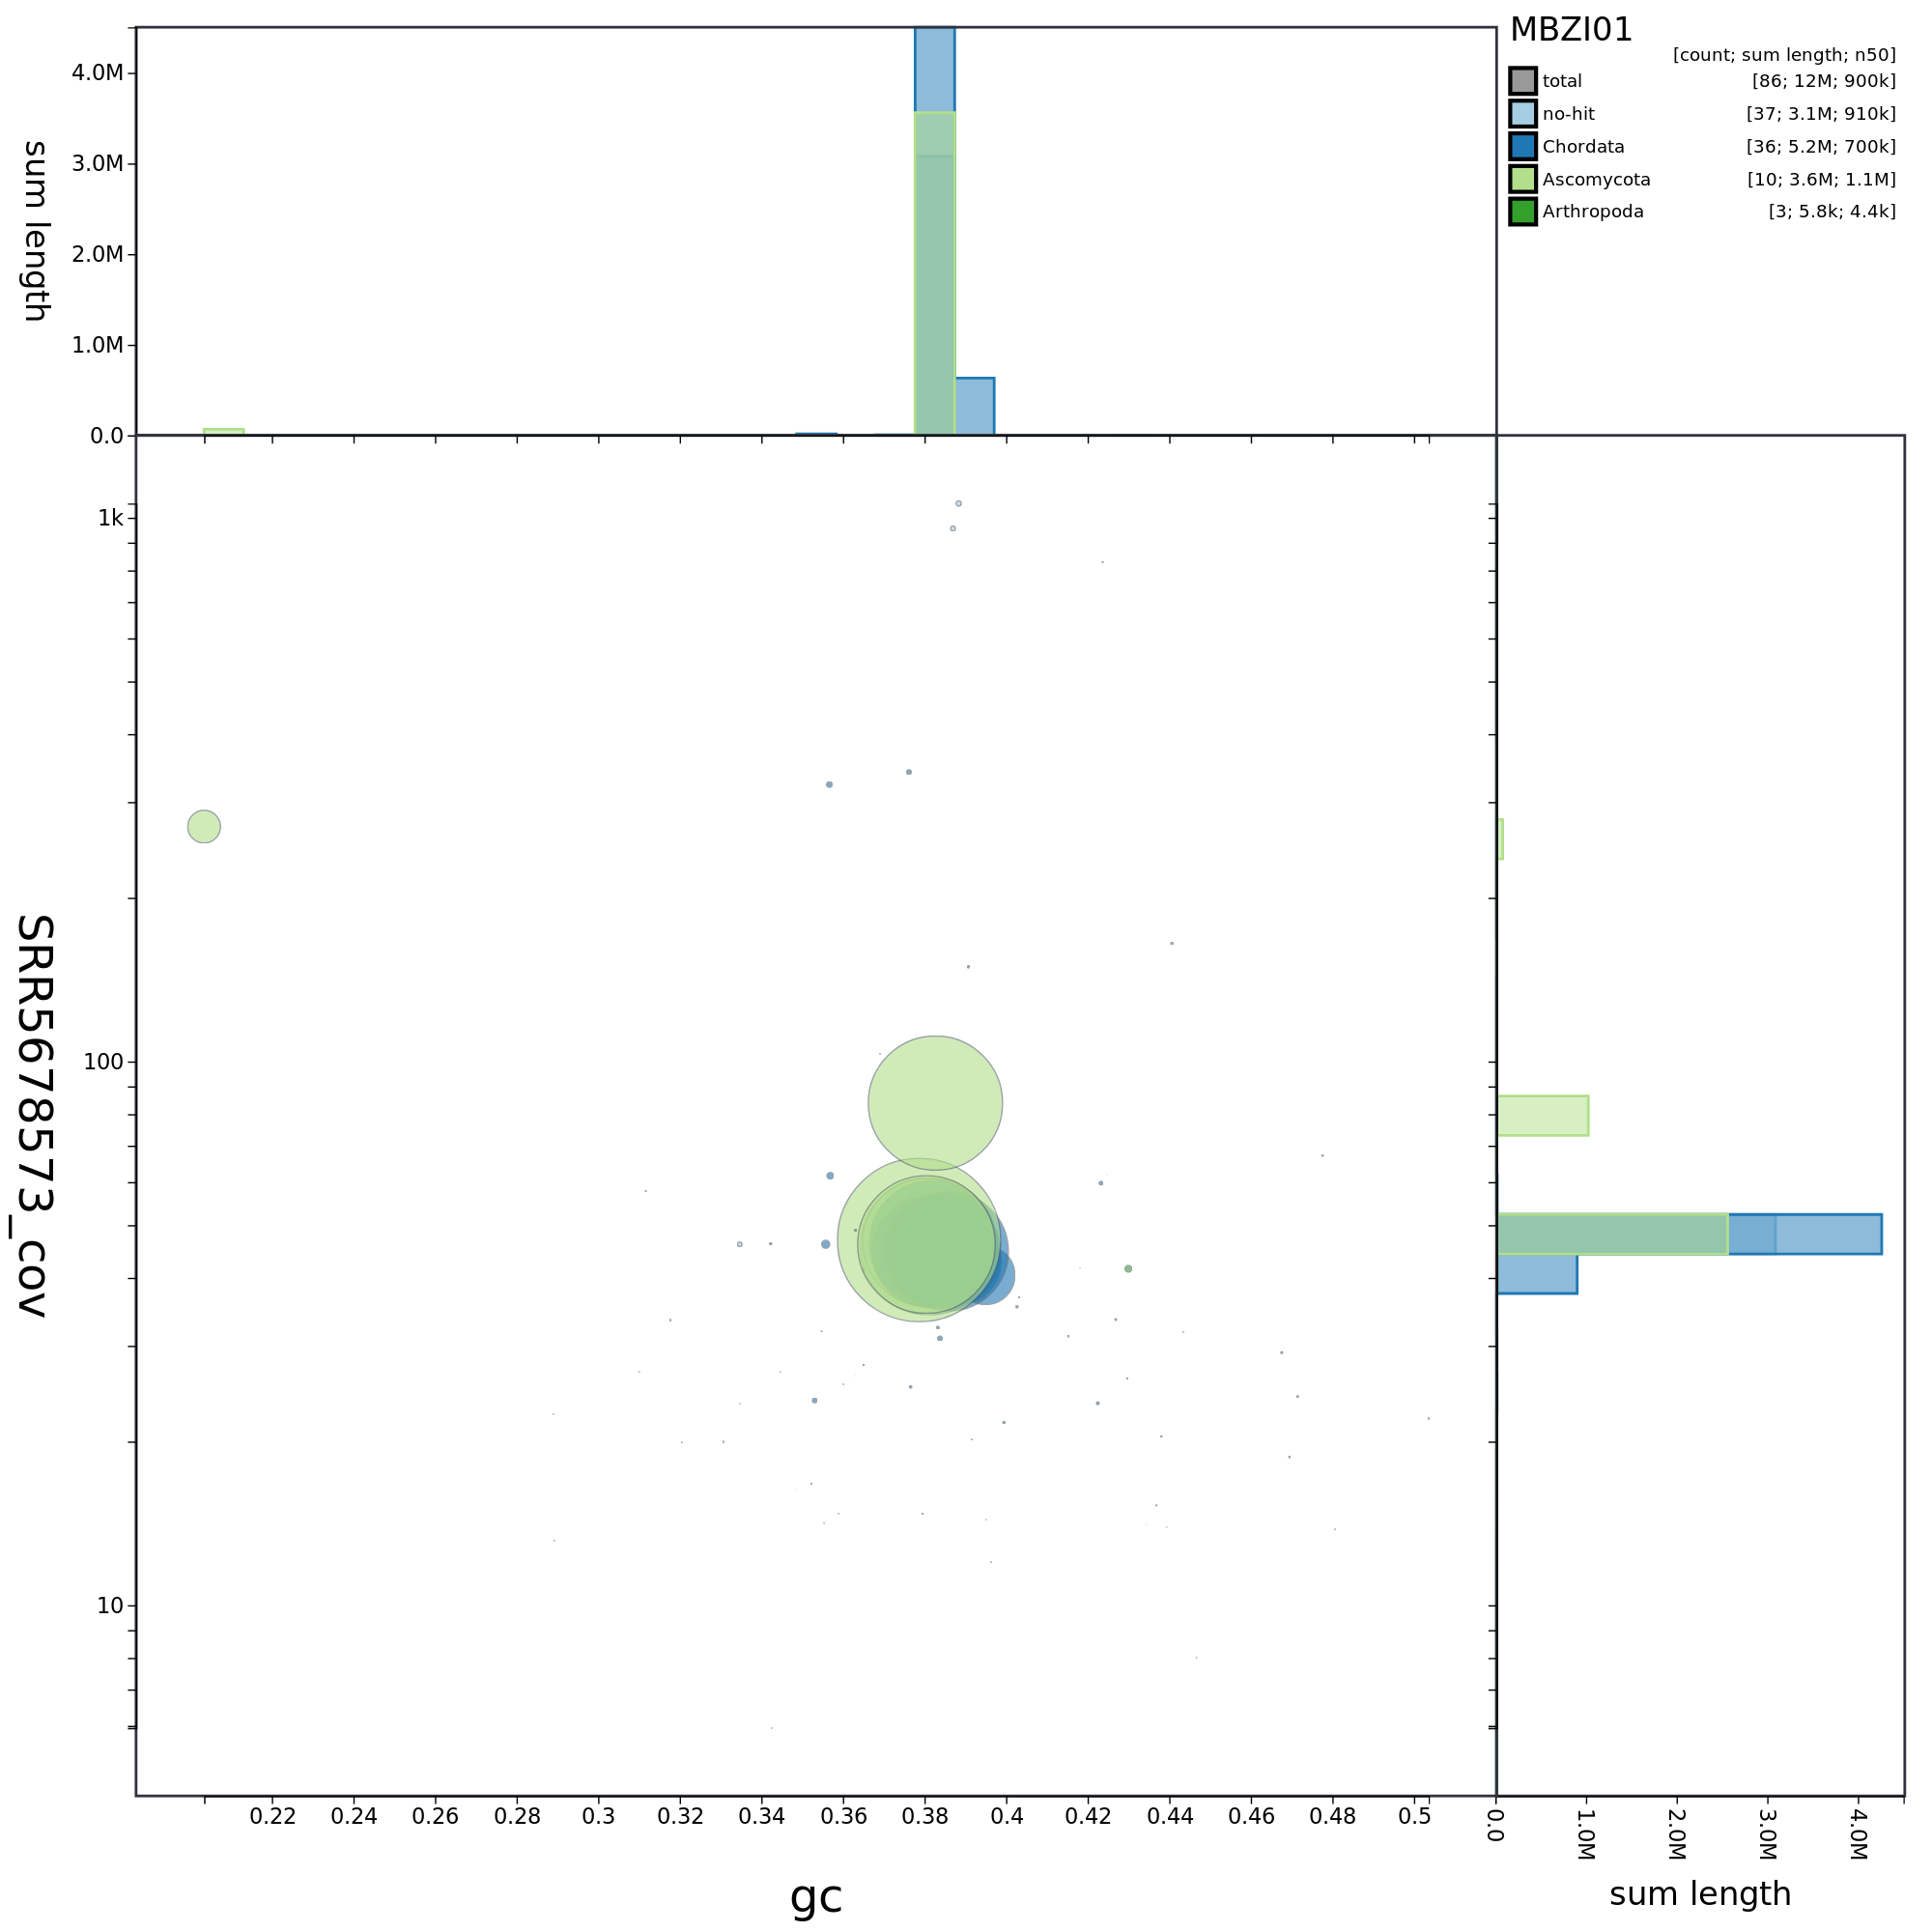 MBZI01
[count; sum length; n50]
total [86; 12M; 900k]
no-hit [37; 3.1M; 910k]
Chordata [36; 5.2M; 700k]
Ascomycota [10; 3.6M; 1.1M]
Arthropoda [3; 5.8k; 4.4k]
sum length
4.0M
3.0M
2.0M
1.0M
0.0
SRR5678573_cov
1k
100
10
0.22 0.24 0.26 0.28 0.3 0.32 0.34 0.36 0.38 0.4 0.42 0.44 0.46 0.48 0.5
gc
0.0 1.0M 2.0M 3.0M 4.0M
sum length